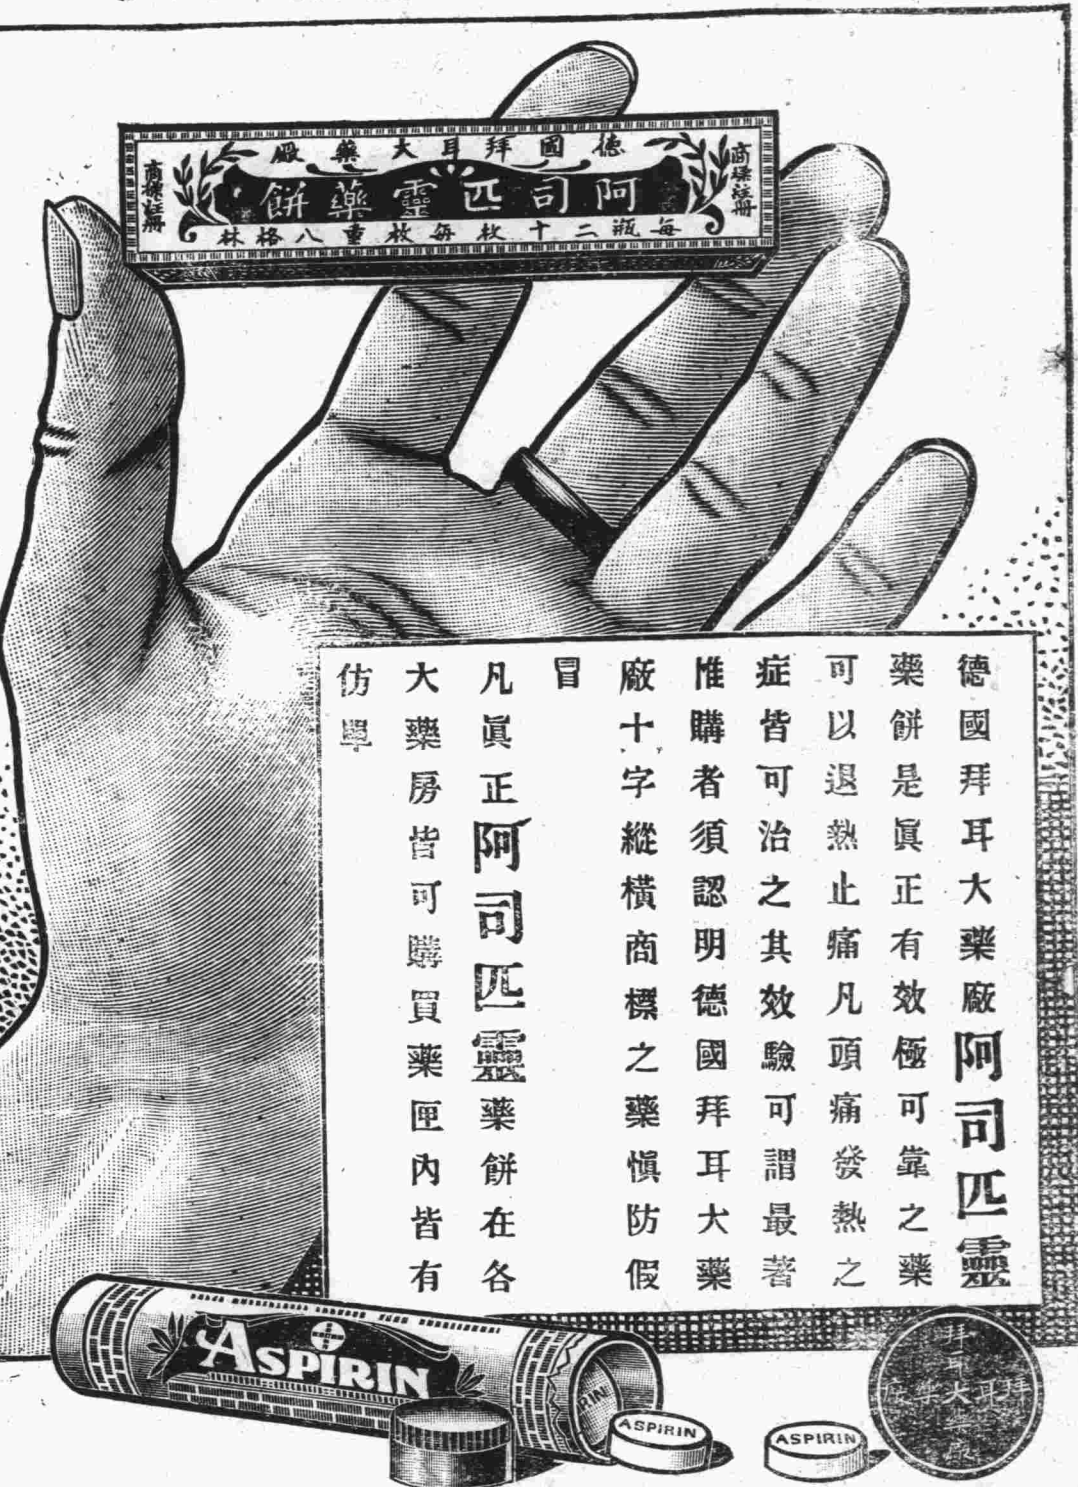 德國拜耳大藥廠
阿司匹靈藥餅
每瓶二十枚每枚重八格林
商標註冊
商標註冊
德國拜耳大藥廠阿司匹靈
藥餅是眞正有效極可靠之藥
可以退熱止痛凡頭痛發熱之
症皆可治之其效驗可謂最著
惟購者須認明德國拜耳大藥
廠十字縱橫商標之藥愼防假
冒
凡眞正阿司匹靈藥餅在各
大藥房皆可購買藥匣內皆有
仿單
ASPIRIN
ASPIRIN
ASPIRIN
拜耳大藥廠
拜耳大藥廠